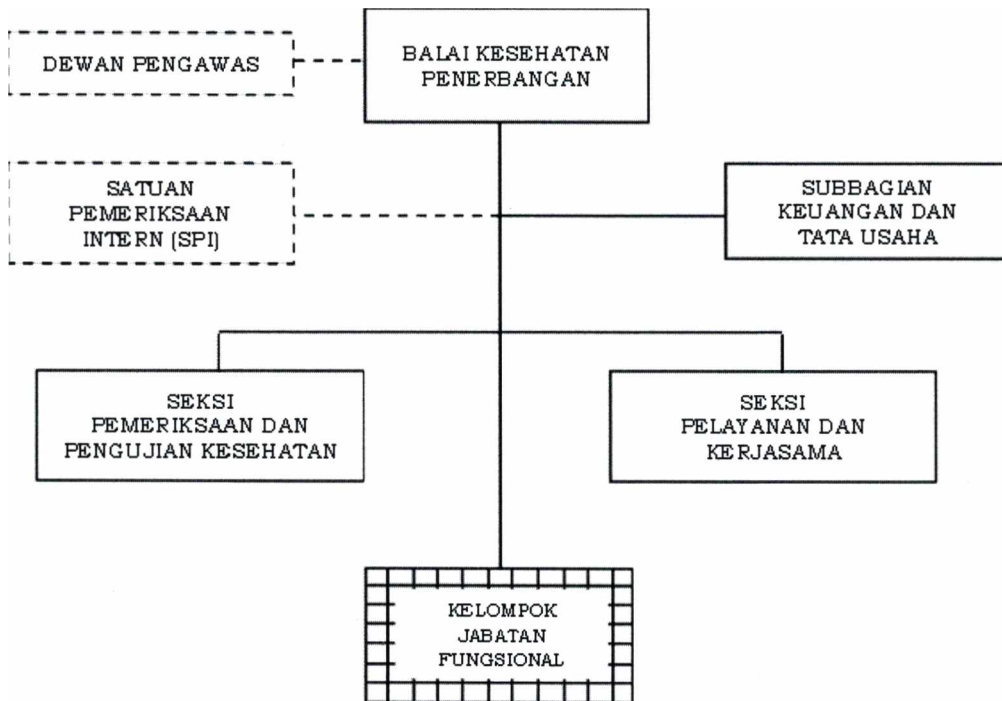 DEWAN PENGAWAS
BALAI KESEHATAN
PENERBANGAN
SATUAN
PEMERIKSAAN
INTERN (SPI)
SUBBAGIAN
KEUANGAN DAN
TATA USAHA
SEKSI
PEMERIKSAAN DAN
PENGUJIAN KESEHATAN
SEKSI
PELAYANAN DAN
KERJASAMA
KELOMPOK
JABATAN
FUNGSIONAL